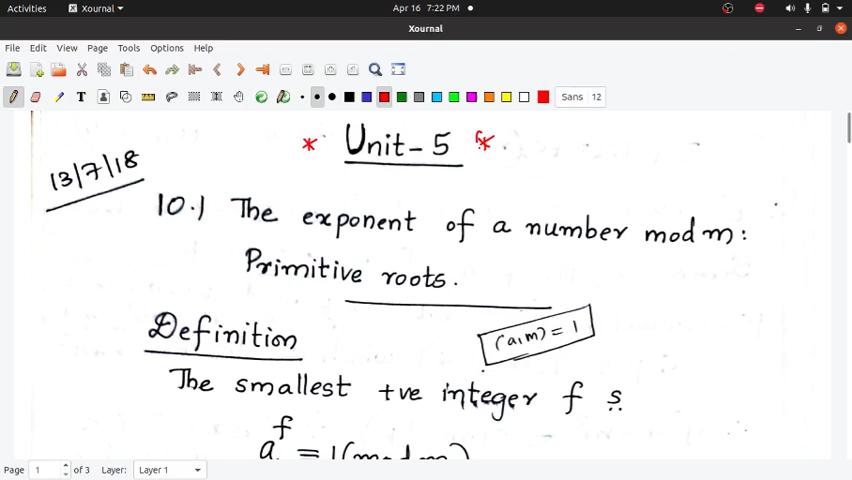 Activities Xournal Apr 16 7:22 PM
Xournal
File Edit View Page Tools Options Help
Sans 12
* Unit-5 *
13/7/18
10.1 The exponent of a number mod m:
Primitive roots.
Definition
(a,m) = 1
The smallest +ve integer f s
a^f ≡ 1(mod m)
Page 1 of 3 Layer: Layer 1